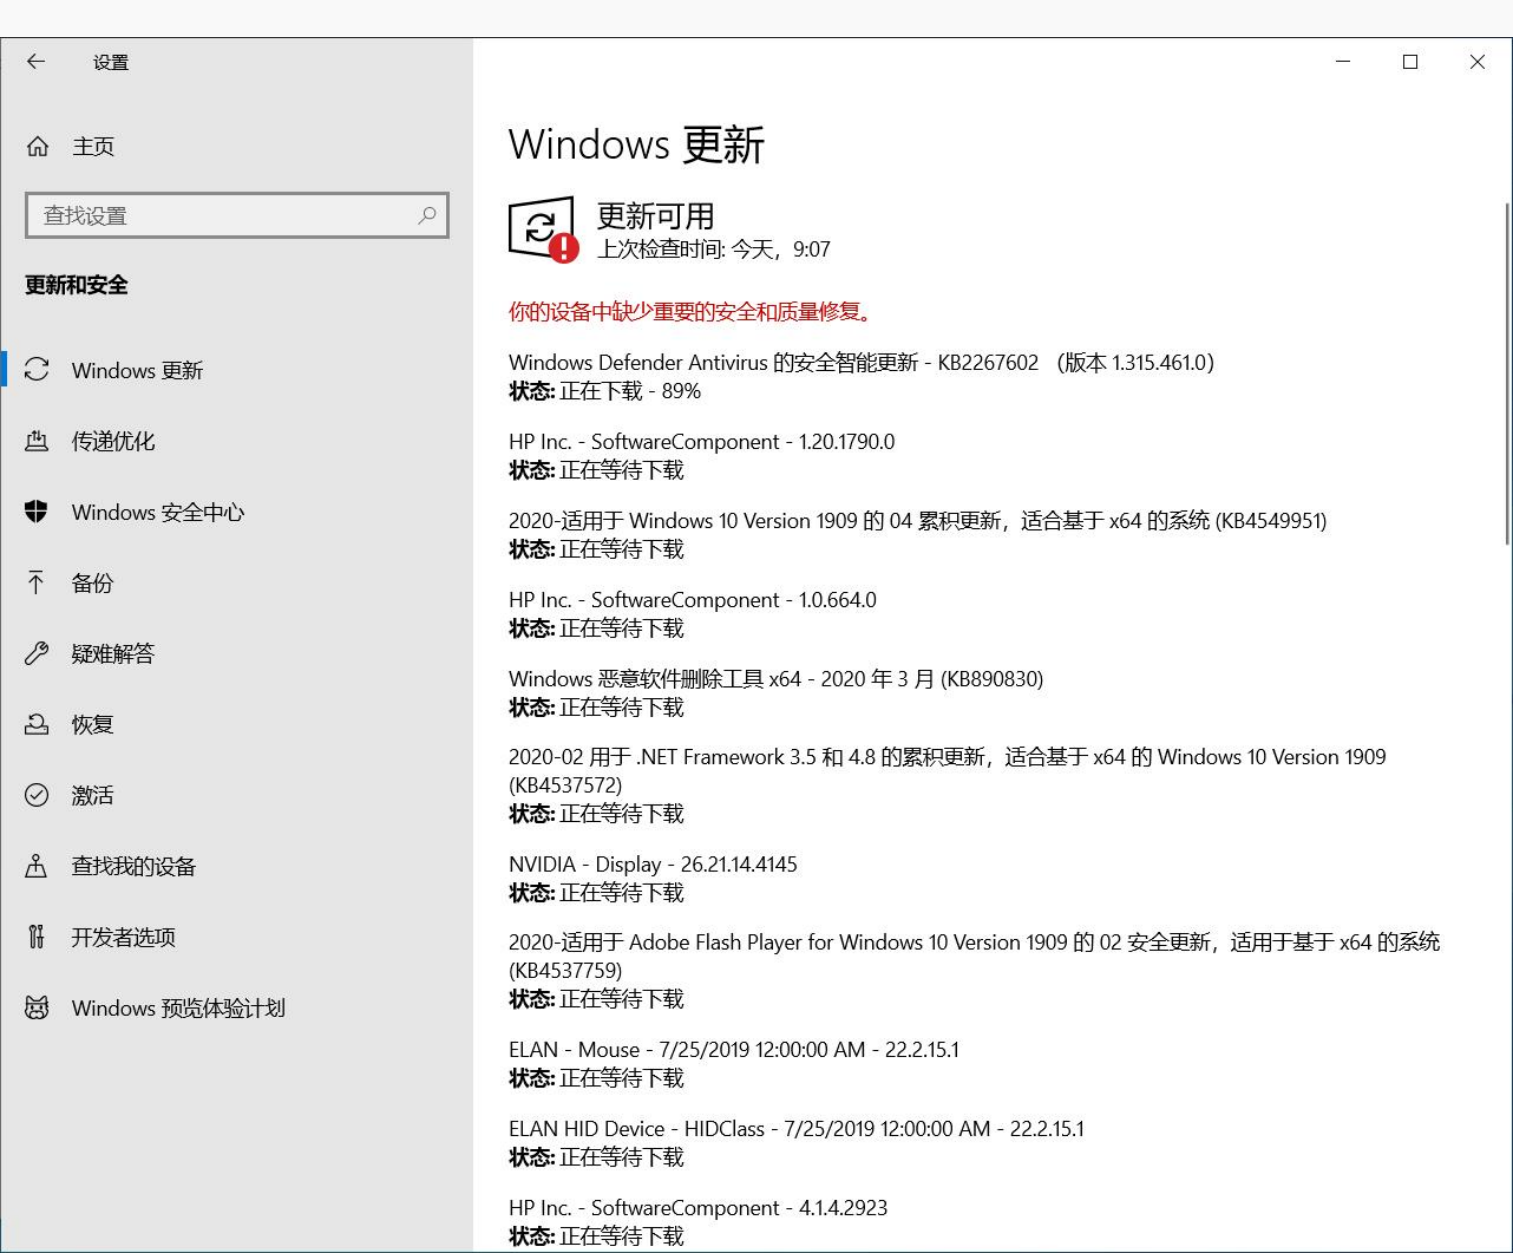 设置
主页
查找设置
更新和安全
Windows 更新
传递优化
Windows 安全中心
备份
疑难解答
恢复
激活
查找我的设备
开发者选项
Windows 预览体验计划
Windows 更新
更新可用
上次检查时间: 今天，9:07
你的设备中缺少重要的安全和质量修复。
Windows Defender Antivirus 的安全智能更新 - KB2267602 （版本 1.315.461.0）
状态: 正在下载 - 89%
HP Inc. - SoftwareComponent - 1.20.1790.0
状态: 正在等待下载
2020-适用于 Windows 10 Version 1909 的 04 累积更新，适合基于 x64 的系统 (KB4549951)
状态: 正在等待下载
HP Inc. - SoftwareComponent - 1.0.664.0
状态: 正在等待下载
Windows 恶意软件删除工具 x64 - 2020 年 3 月 (KB890830)
状态: 正在等待下载
2020-02 用于 .NET Framework 3.5 和 4.8 的累积更新，适合基于 x64 的 Windows 10 Version 1909
(KB4537572)
状态: 正在等待下载
NVIDIA - Display - 26.21.14.4145
状态: 正在等待下载
2020-适用于 Adobe Flash Player for Windows 10 Version 1909 的 02 安全更新，适用于基于 x64 的系统
(KB4537759)
状态: 正在等待下载
ELAN - Mouse - 7/25/2019 12:00:00 AM - 22.2.15.1
状态: 正在等待下载
ELAN HID Device - HIDClass - 7/25/2019 12:00:00 AM - 22.2.15.1
状态: 正在等待下载
HP Inc. - SoftwareComponent - 4.1.4.2923
状态: 正在等待下载